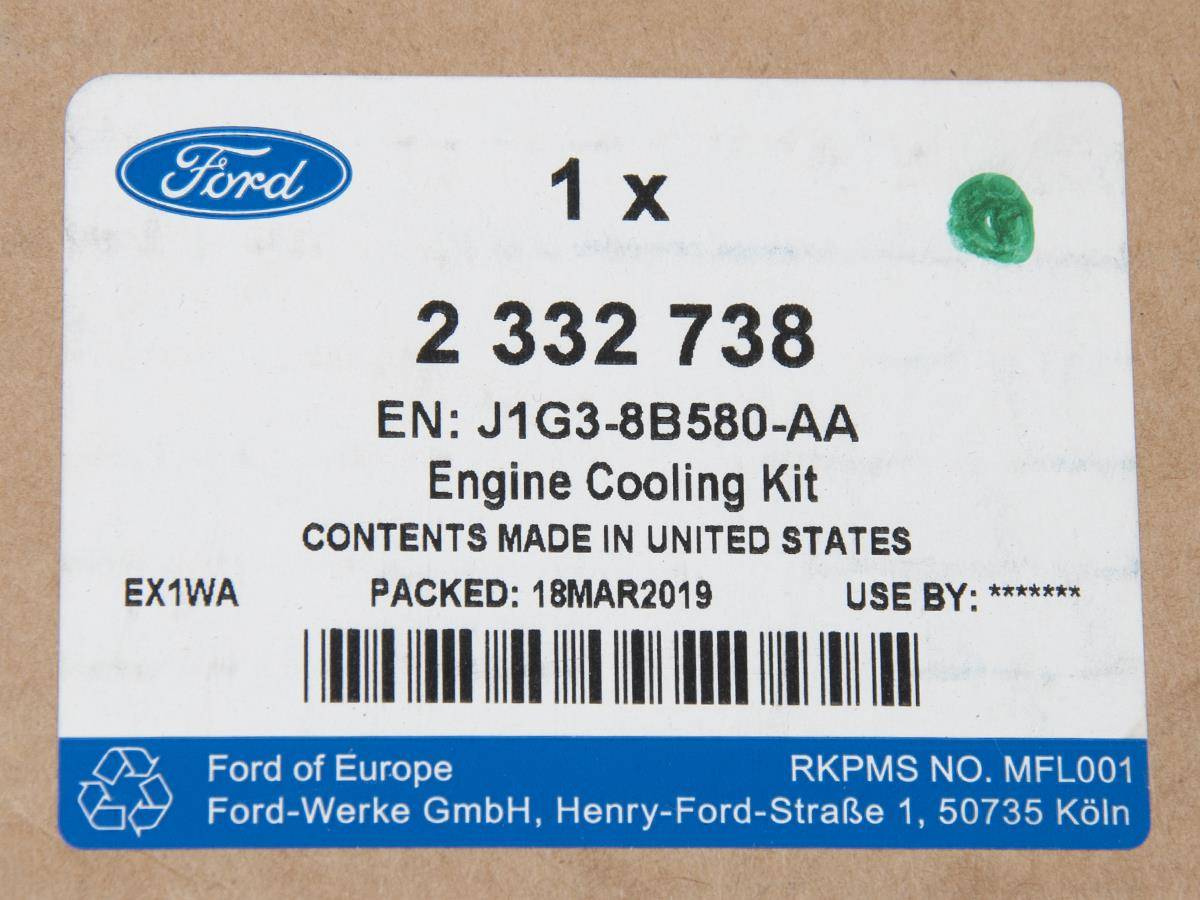 Ford
1 x
2 332 738
EN: J1G3-8B580-AA
Engine Cooling Kit
CONTENTS MADE IN UNITED STATES
EX1WA PACKED: 18MAR2019 USE BY: *******
Ford of Europe RKPMS NO. MFL001
Ford-Werke GmbH, Henry-Ford-Straße 1, 50735 Köln